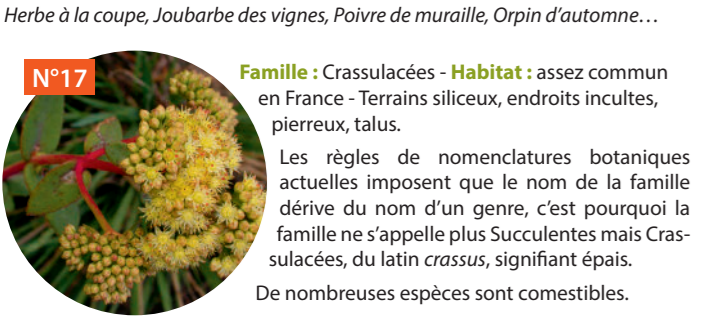 Herbe à la coupe, Joubarbe des vignes, Poivre de muraille, Orpin d’automne…
N°17
Famille : Crassulacées - Habitat : assez commun
en France - Terrains siliceux, endroits incultes,
pierreux, talus.
Les règles de nomenclatures botaniques
actuelles imposent que le nom de la famille
dérive du nom d’un genre, c’est pourquoi la
famille ne s’appelle plus Succulentes mais Cras-
sulacées, du latin crassus, signifiant épais.
De nombreuses espèces sont comestibles.